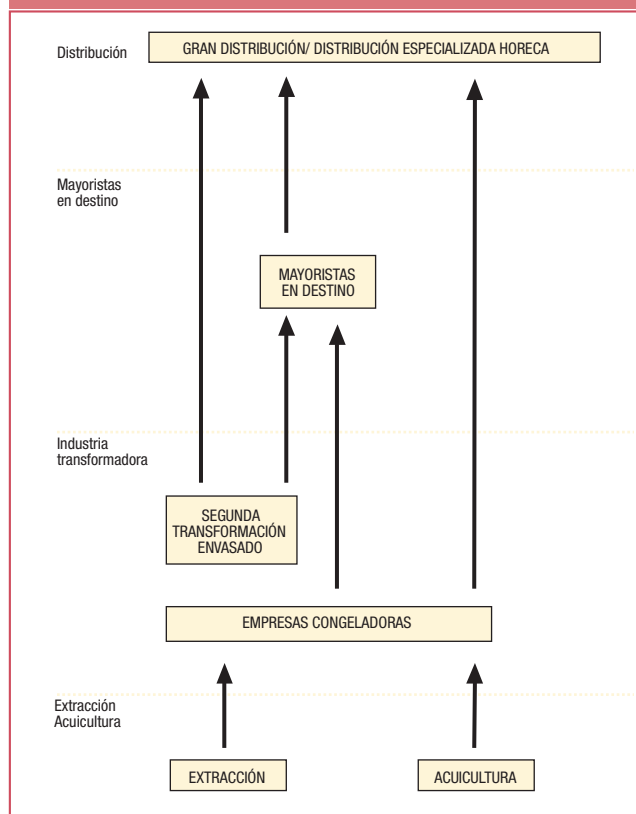 Distribución
GRAN DISTRIBUCIÓN/ DISTRIBUCIÓN ESPECIALIZADA HORECA
Mayoristas
en destino
MAYORISTAS
EN DESTINO
Industria
transformadora
SEGUNDA
TRANSFORMACIÓN
ENVASADO
EMPRESAS CONGELADORAS
Extracción
Acuicultura
EXTRACCIÓN
ACUICULTURA